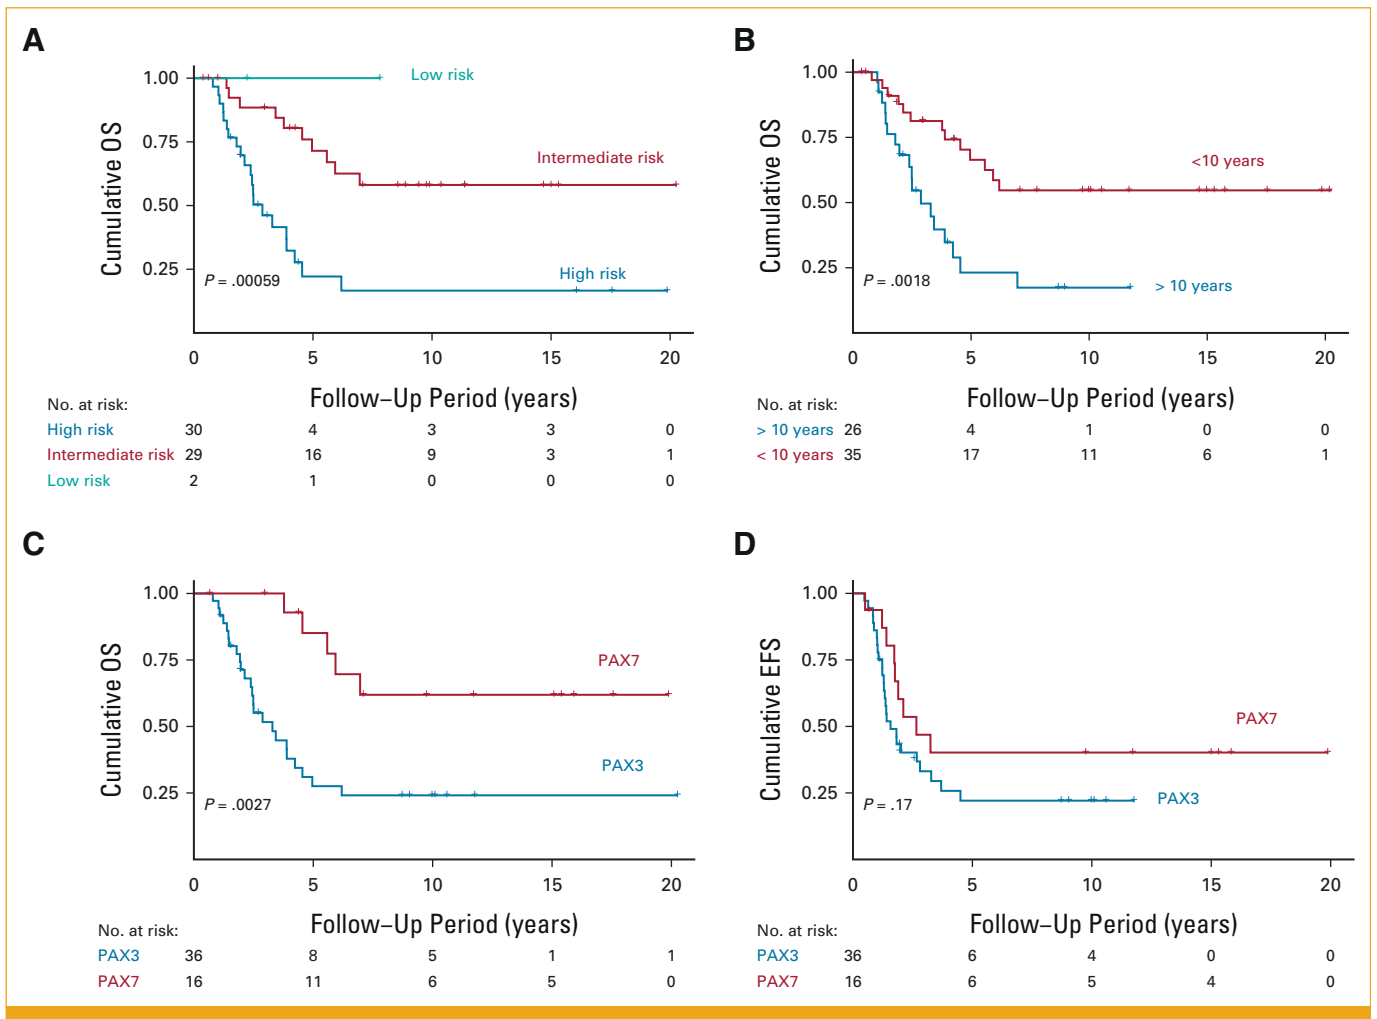 A
Cumulative OS
1.00
0.75
0.50
0.25
Low risk
Intermediate risk
High risk
P = .00059
0 5 10 15 20
Follow–Up Period (years)
No. at risk:
High risk 30 4 3 3 0
Intermediate risk 29 16 9 3 1
Low risk 2 1 0 0 0
B
Cumulative OS
1.00
0.75
0.50
0.25
<10 years
> 10 years
P = .0018
0 5 10 15 20
Follow–Up Period (years)
No. at risk:
> 10 years 26 4 1 0 0
< 10 years 35 17 11 6 1
C
Cumulative OS
1.00
0.75
0.50
0.25
PAX7
PAX3
P = .0027
0 5 10 15 20
Follow–Up Period (years)
No. at risk:
PAX3 36 8 5 1 1
PAX7 16 11 6 5 0
D
Cumulative EFS
1.00
0.75
0.50
0.25
PAX7
PAX3
P = .17
0 5 10 15 20
Follow–Up Period (years)
No. at risk:
PAX3 36 6 4 0 0
PAX7 16 6 5 4 0